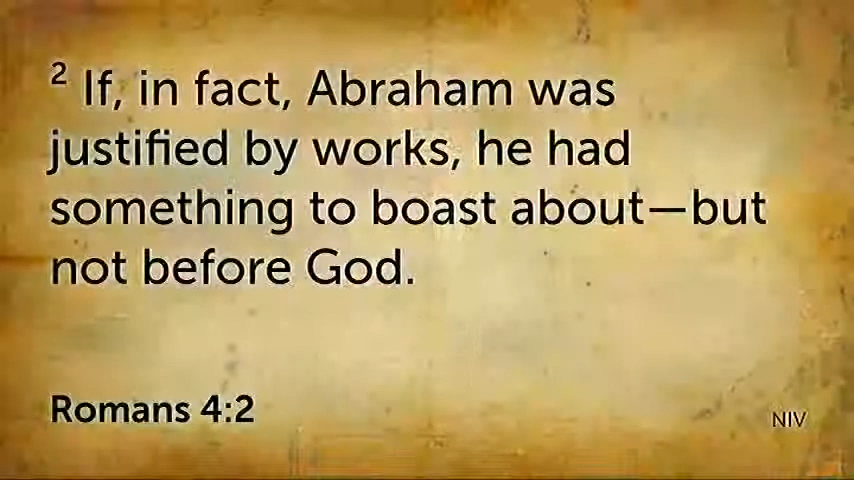 ² If, in fact, Abraham was
justified by works, he had
something to boast about—but
not before God.
Romans 4:2
NIV